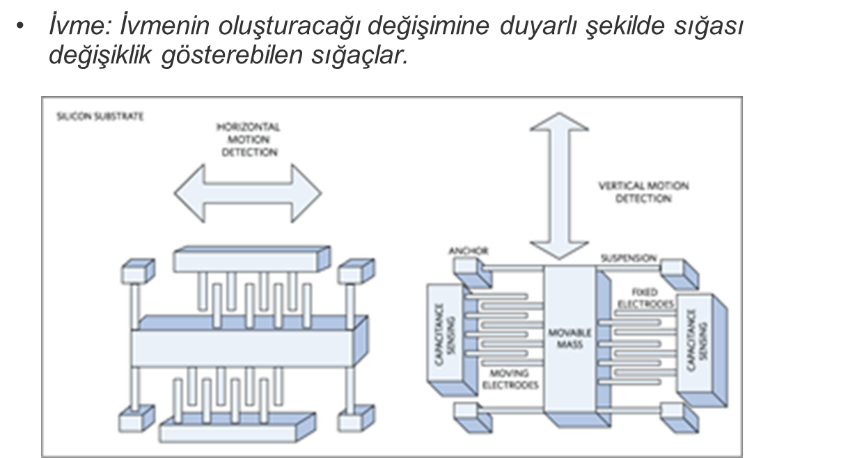 • İvme: İvmenin oluşturacağı değişimine duyarlı şekilde sığası
değişiklik gösterebilen sığaçlar.
SILICON SUBSTRATE
HORIZONTAL
MOTION
DETECTION
VERTICAL MOTION
DETECTION
ANCHOR
SUSPENSION
FIXED
ELECTRODES
CAPACITANCE
SENSING
MOVABLE
MASS
CAPACITANCE
SENSING
MOVING
ELECTRODES